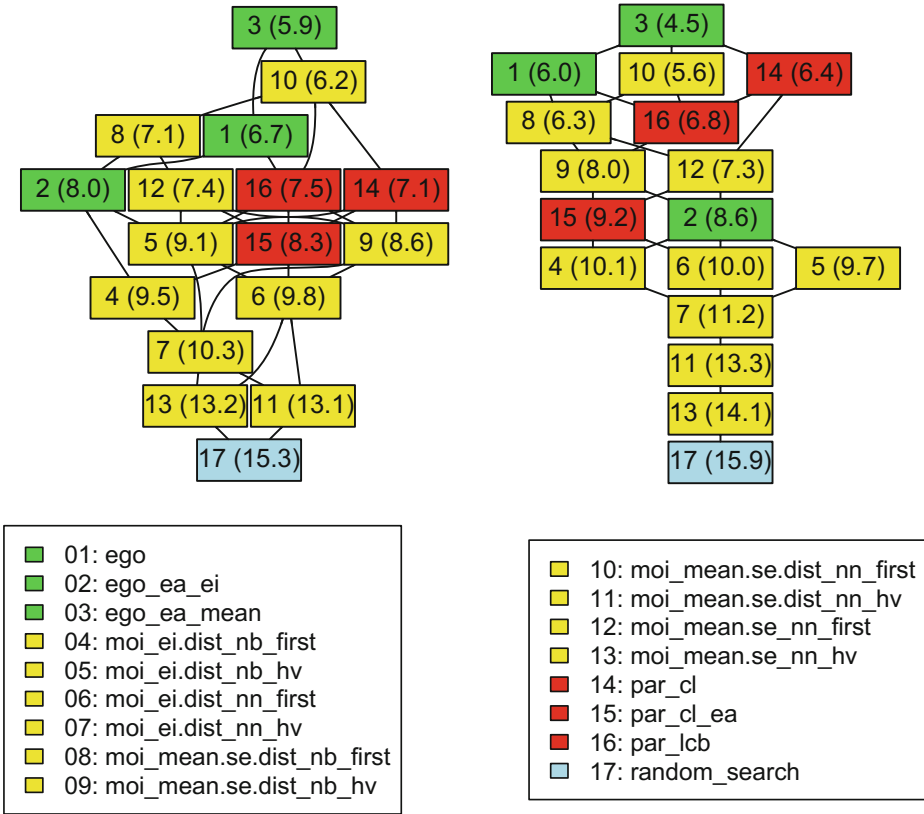 3 (5.9)
10 (6.2)
8 (7.1) 1 (6.7)
2 (8.0) 12 (7.4) 16 (7.5) 14 (7.1)
5 (9.1) 15 (8.3) 9 (8.6)
4 (9.5) 6 (9.8)
7 (10.3)
13 (13.2) 11 (13.1)
17 (15.3)
3 (4.5)
1 (6.0) 10 (5.6) 14 (6.4)
8 (6.3) 16 (6.8)
9 (8.0) 12 (7.3)
15 (9.2) 2 (8.6)
4 (10.1) 6 (10.0) 5 (9.7)
7 (11.2)
11 (13.3)
13 (14.1)
17 (15.9)
01: ego
02: ego_ea_ei
03: ego_ea_mean
04: moi_ei.dist_nb_first
05: moi_ei.dist_nb_hv
06: moi_ei.dist_nn_first
07: moi_ei.dist_nn_hv
08: moi_mean.se.dist_nb_first
09: moi_mean.se.dist_nb_hv
10: moi_mean.se.dist_nn_first
11: moi_mean.se.dist_nn_hv
12: moi_mean.se_nn_first
13: moi_mean.se_nn_hv
14: par_cl
15: par_cl_ea
16: par_lcb
17: random_search